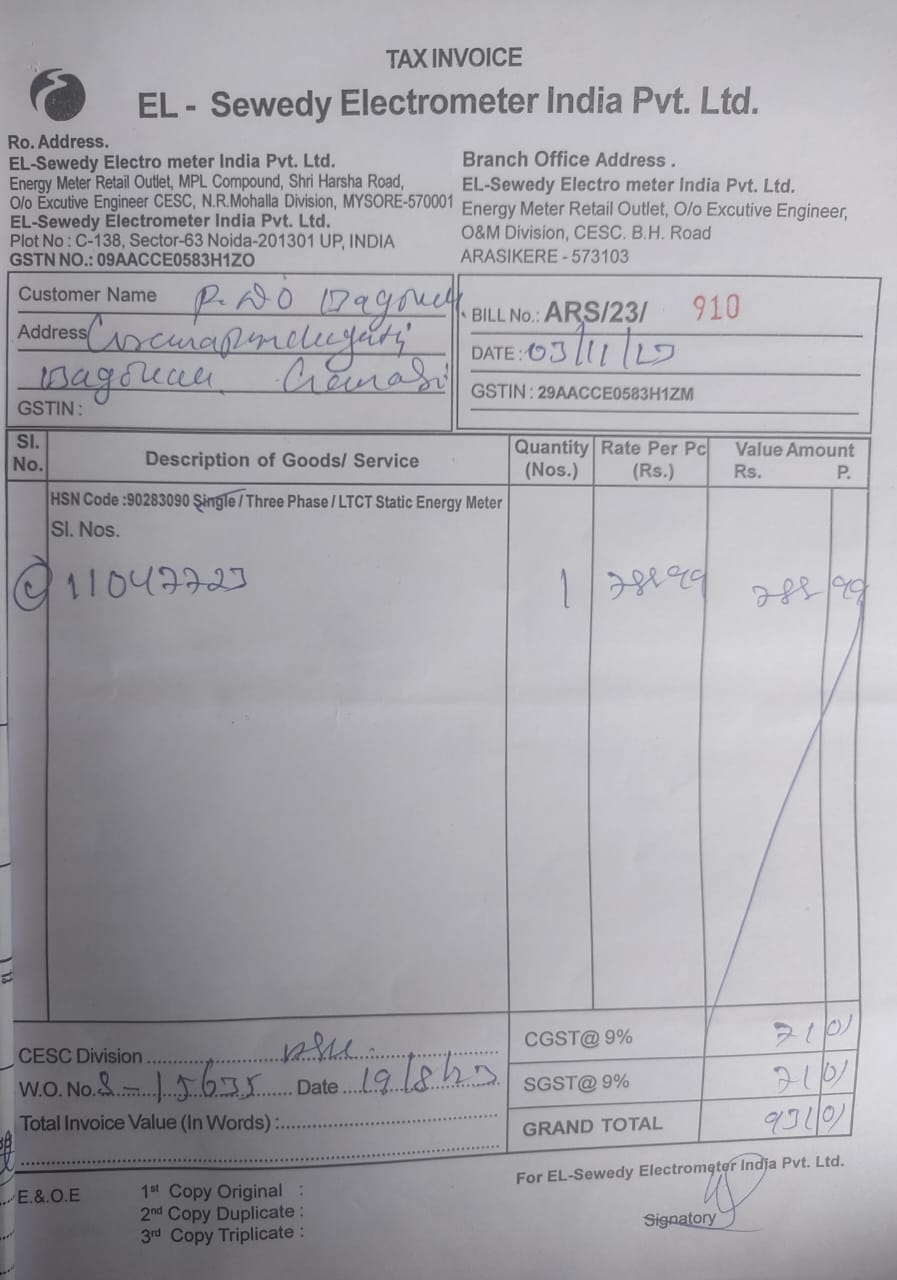 TAX INVOICE
EL - Sewedy Electrometer India Pvt. Ltd.
Ro. Address.
EL-Sewedy Electro meter India Pvt. Ltd.
Energy Meter Retail Outlet, MPL Compound, Shri Harsha Road,
O/o Excutive Engineer CESC, N.R.Mohalla Division, MYSORE-570001
EL-Sewedy Electrometer India Pvt. Ltd.
Plot No : C-138, Sector-63 Noida-201301 UP, INDIA
GSTN NO.: 09AACCE0583H1ZO
Branch Office Address .
EL-Sewedy Electro meter India Pvt. Ltd.
Energy Meter Retail Outlet, O/o Excutive Engineer,
O&M Division, CESC. B.H. Road
ARASIKERE - 573103
Customer Name
Address
GSTIN :
BILL No.: ARS/23/ 910
DATE : 03/11/23
GSTIN : 29AACCE0583H1ZM
Sl. No. Description of Goods/ Service Quantity (Nos.) Rate Per Pc (Rs.) Value Amount Rs. P.
HSN Code :90283090 Single / Three Phase / LTCT Static Energy Meter
Sl. Nos.
11047723 1 788 99 788 99
CGST@ 9% 71 01
SGST@ 9% 71 01
GRAND TOTAL 931 01
CESC Division
W.O. No. S-15635 Date 19/8/23
Total Invoice Value (In Words) :
For EL-Sewedy Electrometer India Pvt. Ltd.
Signatory
E.&.O.E
1st Copy Original :
2nd Copy Duplicate :
3rd Copy Triplicate :